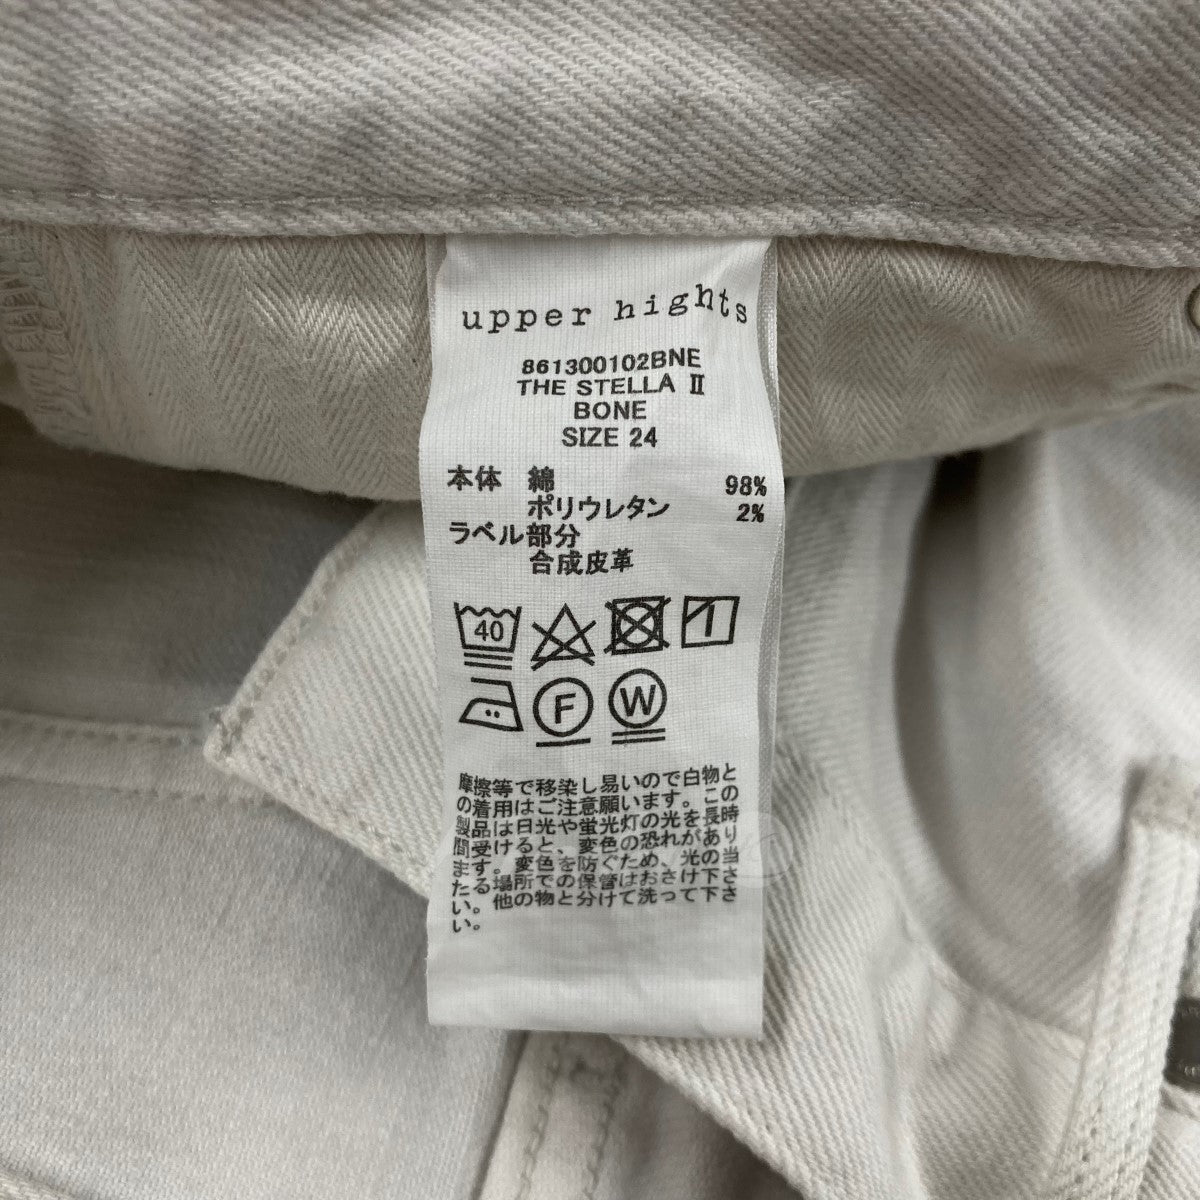 upper hights
861300102BNE
THE STELLA Ⅱ
BONE
SIZE 24
本体 綿 98%
ポリウレタン 2%
ラベル部分
合成皮革
40
1
F
W
摩擦等で移染し易いので白物と
の着用はご注意願います。この
製品は日光や蛍光灯の光を長時
間受けると、変色の恐れがあり
ます。変色を防ぐため、光の当
たる場所での保管はおさけ下さ
い。他の物と分けて洗って下さ
い。